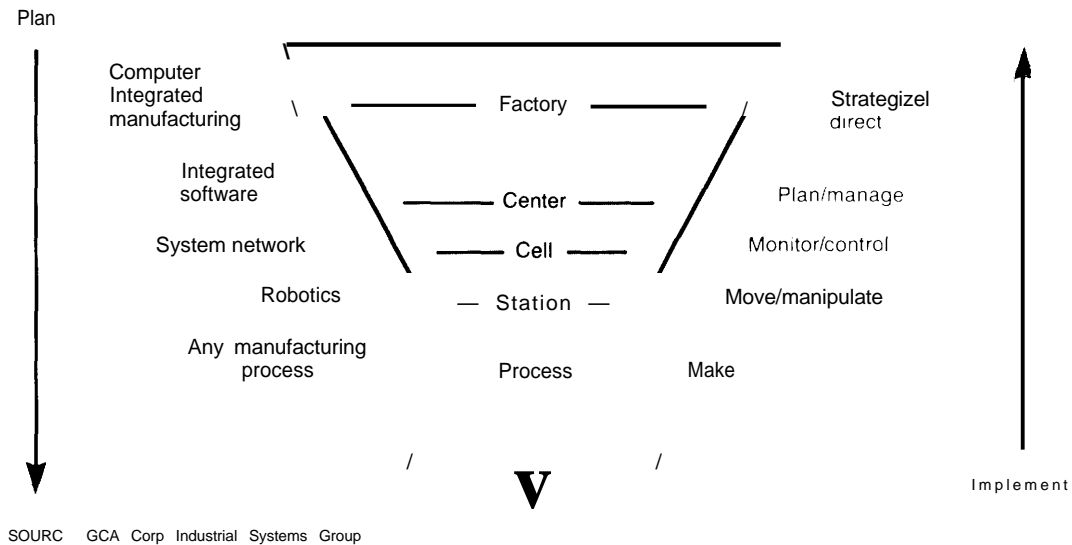 Plan
Computer
Integrated
manufacturing
Factory
Strategizel
direct
Integrated
software
Center
Plan/manage
System network
Cell
Monitor/control
Robotics
Station
Move/manipulate
Any manufacturing
process
Process
Make
V
Implement
SOURC GCA Corp Industrial Systems Group